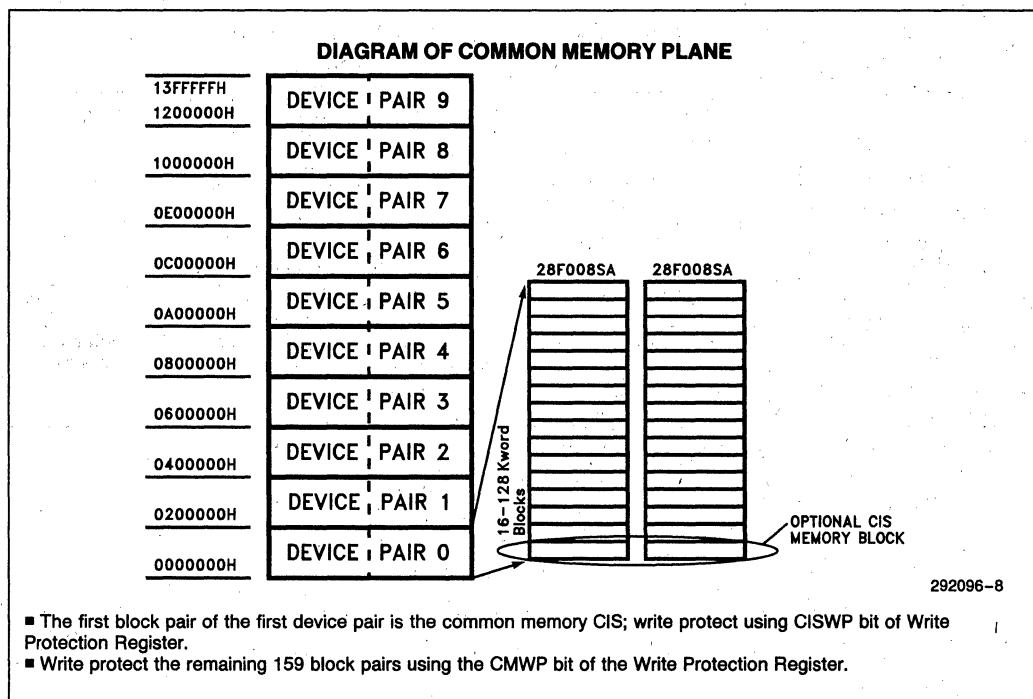 DIAGRAM OF COMMON MEMORY PLANE
13FFFFFH
1200000H
DEVICE PAIR 9
1000000H
DEVICE PAIR 8
0E00000H
DEVICE PAIR 7
0C00000H
DEVICE PAIR 6
0A00000H
DEVICE PAIR 5
0800000H
DEVICE PAIR 4
0600000H
DEVICE PAIR 3
0400000H
DEVICE PAIR 2
0200000H
DEVICE PAIR 1
0000000H
DEVICE PAIR 0
28F008SA 28F008SA
16-128 Kword
Blocks
OPTIONAL CIS
MEMORY BLOCK
292096-8
■ The first block pair of the first device pair is the common memory CIS; write protect using CISWP bit of Write
Protection Register.
■ Write protect the remaining 159 block pairs using the CMWP bit of the Write Protection Register.